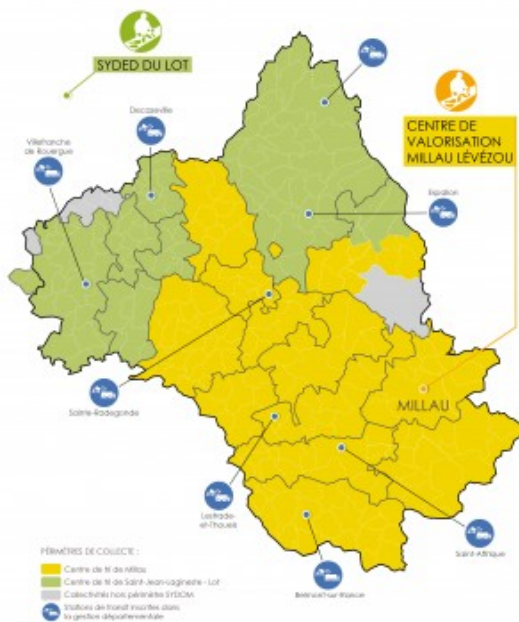 SYDED DU LOT
CENTRE DE
VALORISATION
MILLAU LÉVÉZOU
Decazeville
Villefranche
de Rouergue
Espalion
Sainte-Radegonde
MILLAU
Lestrade-
et-Thouels
Saint-Affrique
Belmont-sur-Rance
PÉRIMÈTRES DE COLLECTE :
Centre de tri de Millau
Centre de tri de Saint-Jean-Lagineste - Lot
Collectivités hors périmètre SYDOM
Stations de transit inscrites dans
la gestion départementale